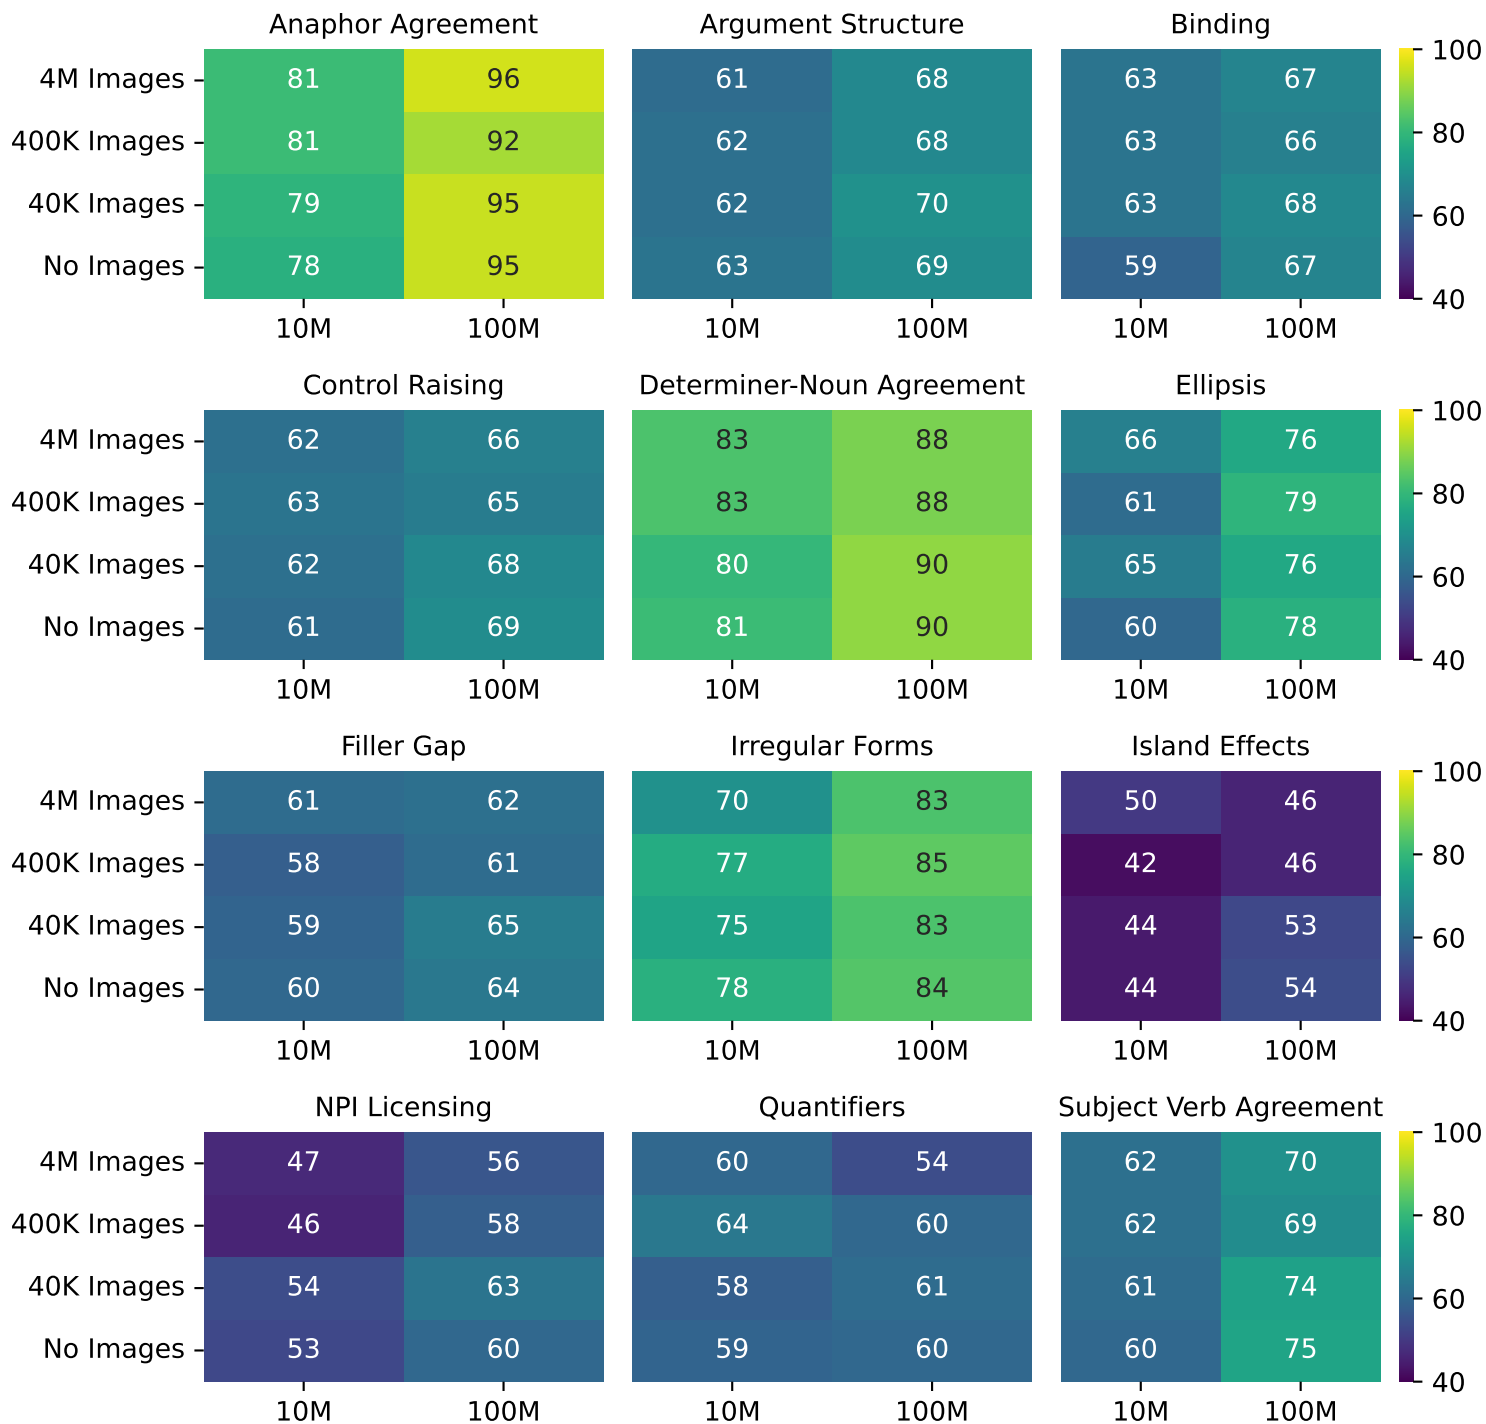 Anaphor Agreement Argument Structure Binding
4M Images 81 96 61 68 63 67 100
400K Images 81 92 62 68 63 66 80
40K Images 79 95 62 70 63 68 60
No Images 78 95 63 69 59 67 40
10M 100M 10M 100M 10M 100M
Control Raising Determiner-Noun Agreement Ellipsis
4M Images 62 66 83 88 66 76 100
400K Images 63 65 83 88 61 79 80
40K Images 62 68 80 90 65 76 60
No Images 61 69 81 90 60 78 40
10M 100M 10M 100M 10M 100M
Filler Gap Irregular Forms Island Effects
4M Images 61 62 70 83 50 46 100
400K Images 58 61 77 85 42 46 80
40K Images 59 65 75 83 44 53 60
No Images 60 64 78 84 44 54 40
10M 100M 10M 100M 10M 100M
NPI Licensing Quantifiers Subject Verb Agreement
4M Images 47 56 60 54 62 70 100
400K Images 46 58 64 60 62 69 80
40K Images 54 63 58 61 61 74 60
No Images 53 60 59 60 60 75 40
10M 100M 10M 100M 10M 100M